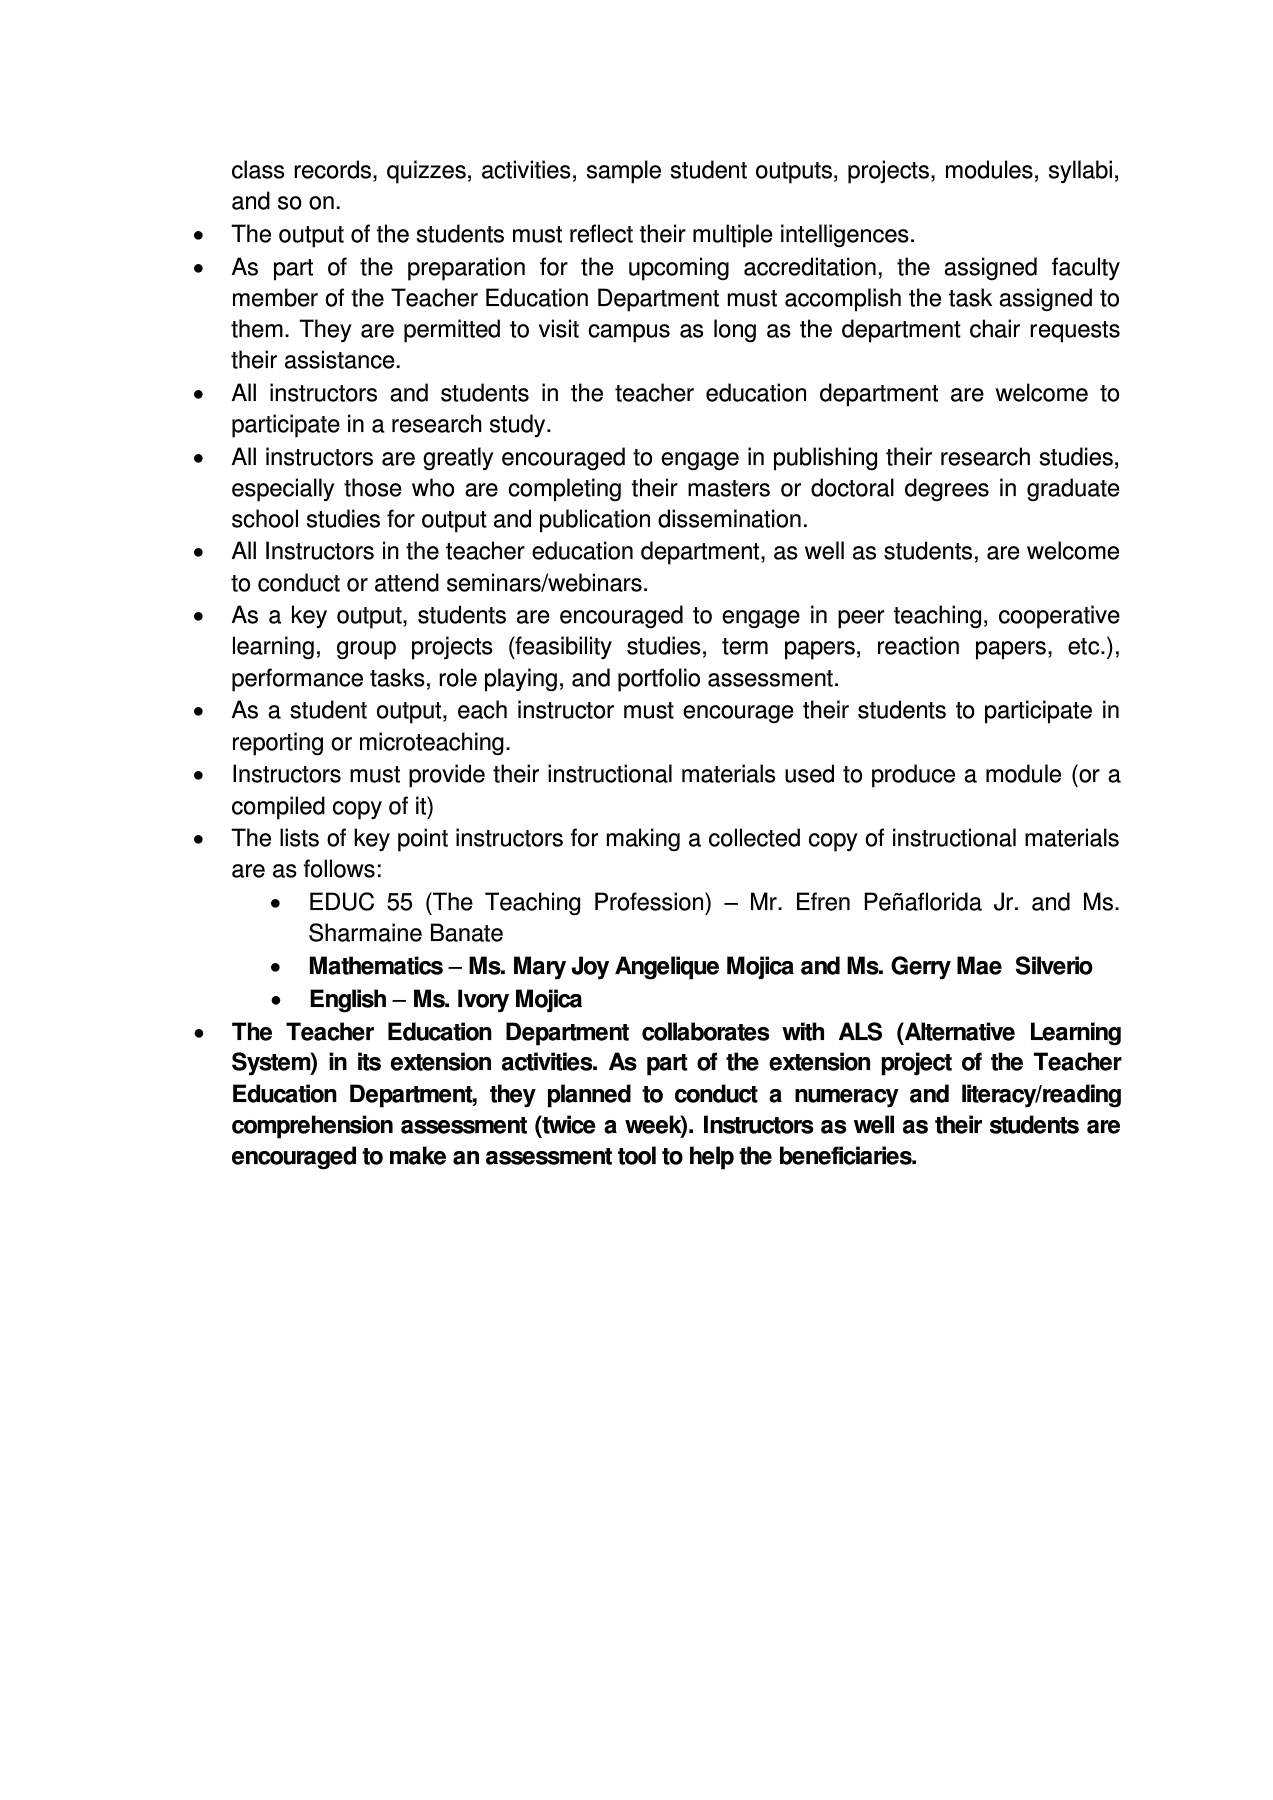 class records, quizzes, activities, sample student outputs, projects, modules, syllabi,
and so on.
• The output of the students must reflect their multiple intelligences.
• As part of the preparation for the upcoming accreditation, the assigned faculty
member of the Teacher Education Department must accomplish the task assigned to
them. They are permitted to visit campus as long as the department chair requests
their assistance.
• All instructors and students in the teacher education department are welcome to
participate in a research study.
• All instructors are greatly encouraged to engage in publishing their research studies,
especially those who are completing their masters or doctoral degrees in graduate
school studies for output and publication dissemination.
• All Instructors in the teacher education department, as well as students, are welcome
to conduct or attend seminars/webinars.
• As a key output, students are encouraged to engage in peer teaching, cooperative
learning, group projects (feasibility studies, term papers, reaction papers, etc.),
performance tasks, role playing, and portfolio assessment.
• As a student output, each instructor must encourage their students to participate in
reporting or microteaching.
• Instructors must provide their instructional materials used to produce a module (or a
compiled copy of it)
• The lists of key point instructors for making a collected copy of instructional materials
are as follows:
• EDUC 55 (The Teaching Profession) – Mr. Efren Peñaflorida Jr. and Ms.
Sharmaine Banate
• Mathematics – Ms. Mary Joy Angelique Mojica and Ms. Gerry Mae Silverio
• English – Ms. Ivory Mojica
• The Teacher Education Department collaborates with ALS (Alternative Learning
System) in its extension activities. As part of the extension project of the Teacher
Education Department, they planned to conduct a numeracy and literacy/reading
comprehension assessment (twice a week). Instructors as well as their students are
encouraged to make an assessment tool to help the beneficiaries.